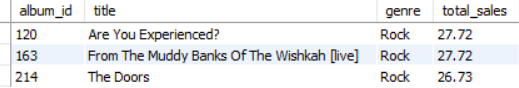 album_id title genre total_sales
120 Are You Experienced? Rock 27.72
163 From The Muddy Banks Of The Wishkah [live] Rock 27.72
214 The Doors Rock 26.73